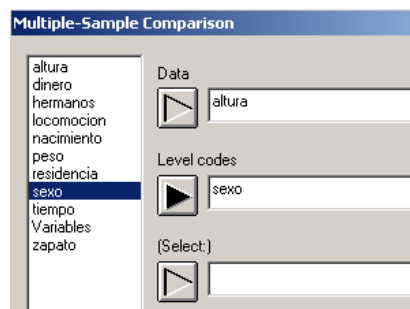 Multiple-Sample Comparison
altura
dinero
hermanos
locomocion
nacimiento
peso
residencia
sexo
tiempo
Variables
zapato
Data
altura
Level codes
sexo
(Select:)